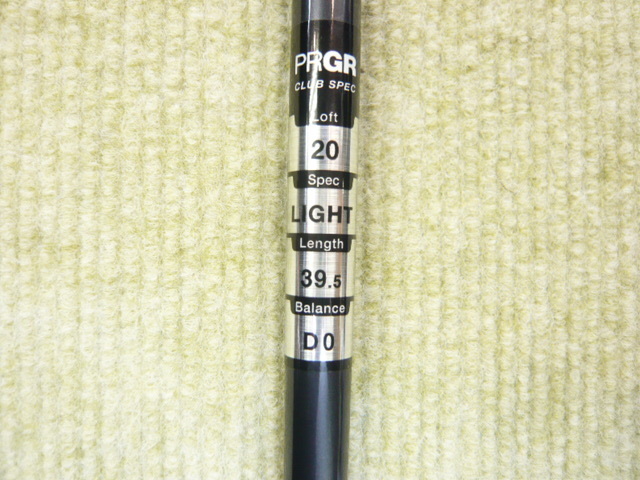 PRGR
CLUB SPEC
Loft
20
Spec
LIGHT
Length
39.5
Balance
D0